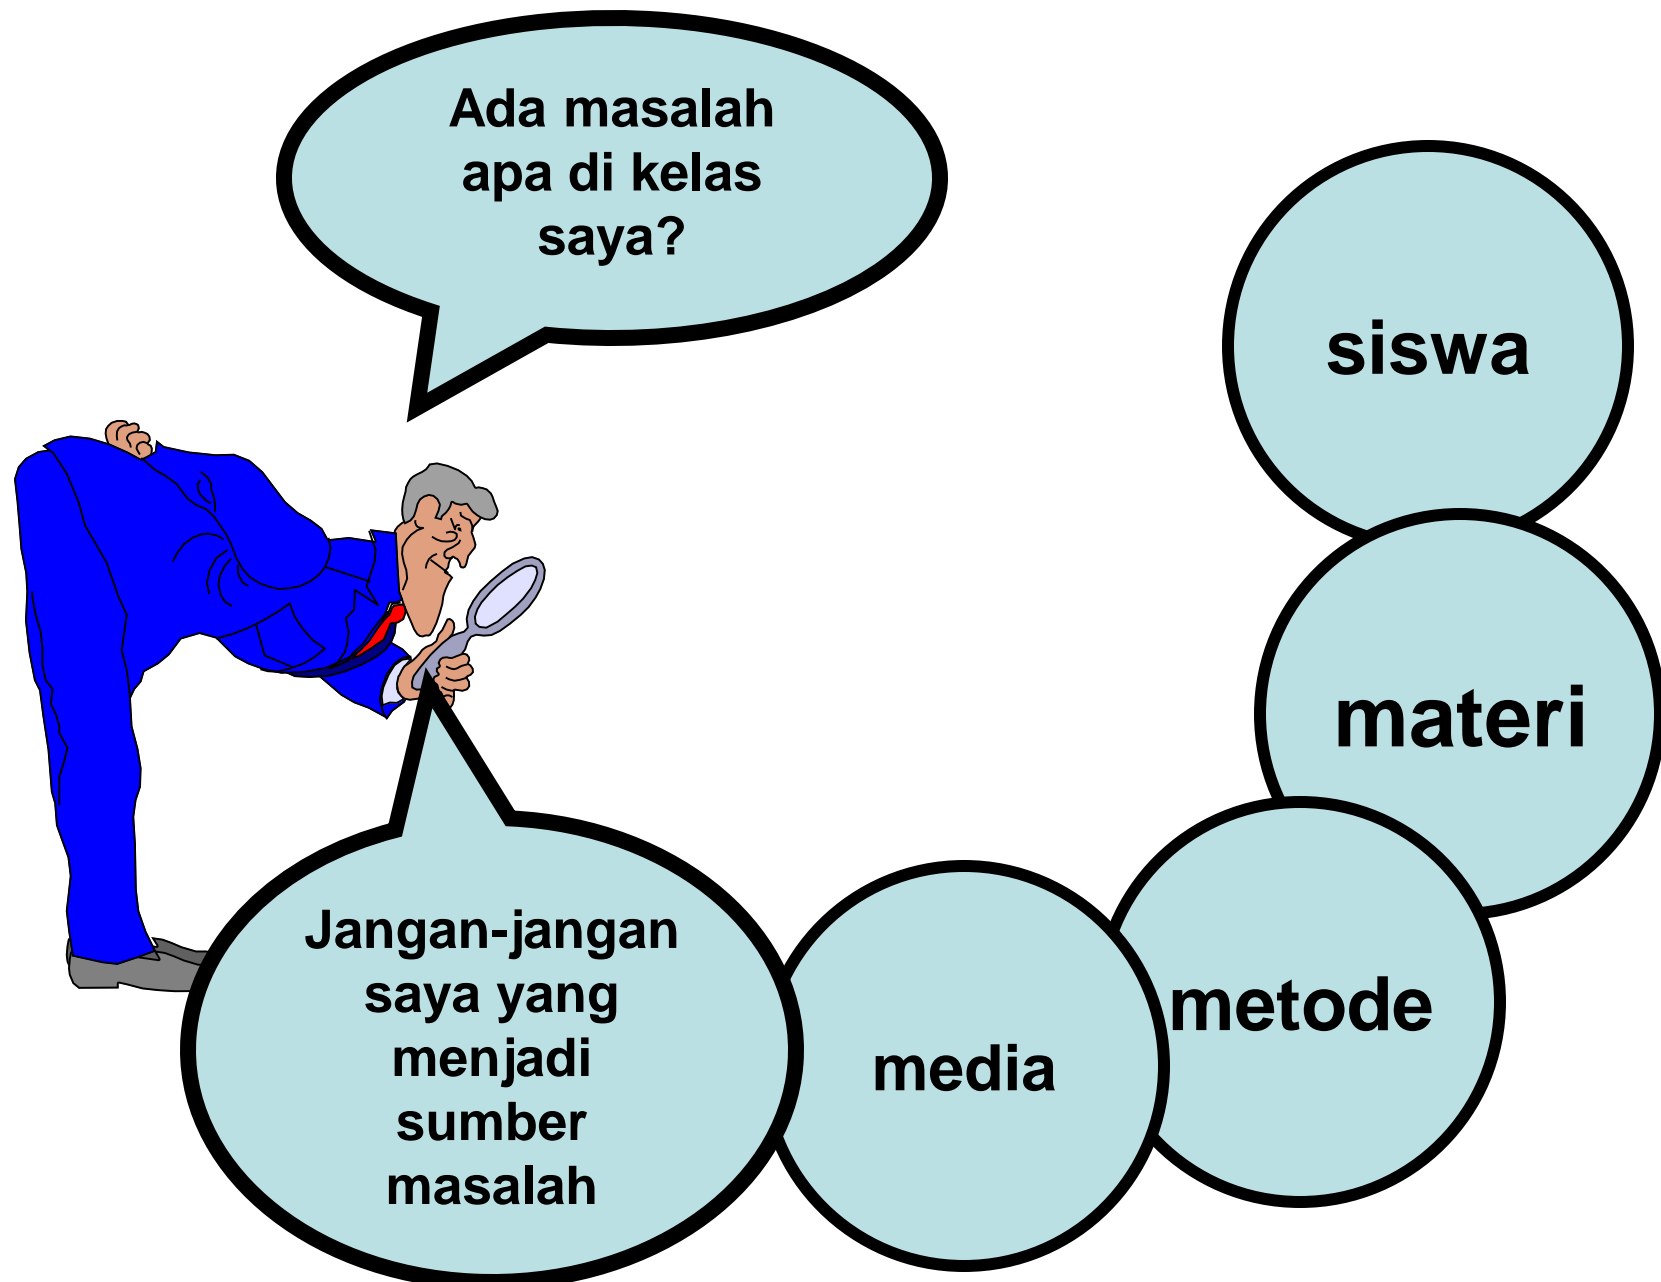 Ada masalah
apa di kelas
saya?
siswa
materi
metode
media
Jangan-jangan
saya yang
menjadi
sumber
masalah